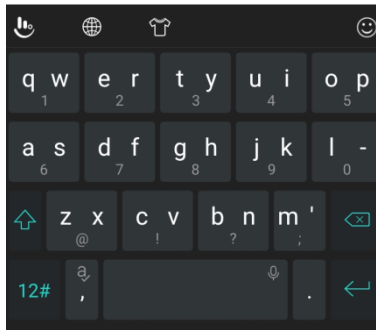 q w e r t y u i o p
1 2 3 4 5
a s d f g h j k l -
6 7 8 9 0
z x c v b n m '
@ ! ? ;
12# a , .